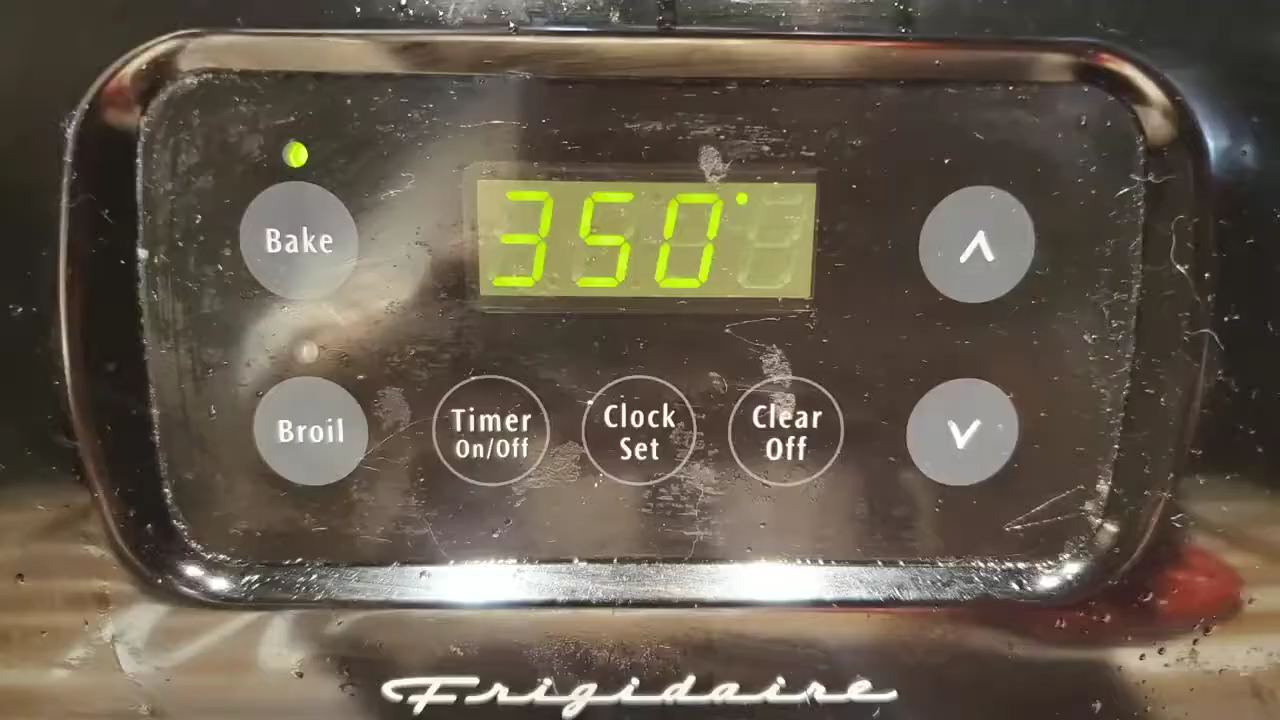 350°
Bake
Broil
Timer
On/Off
Clock
Set
Clear
Off
Frigidaire